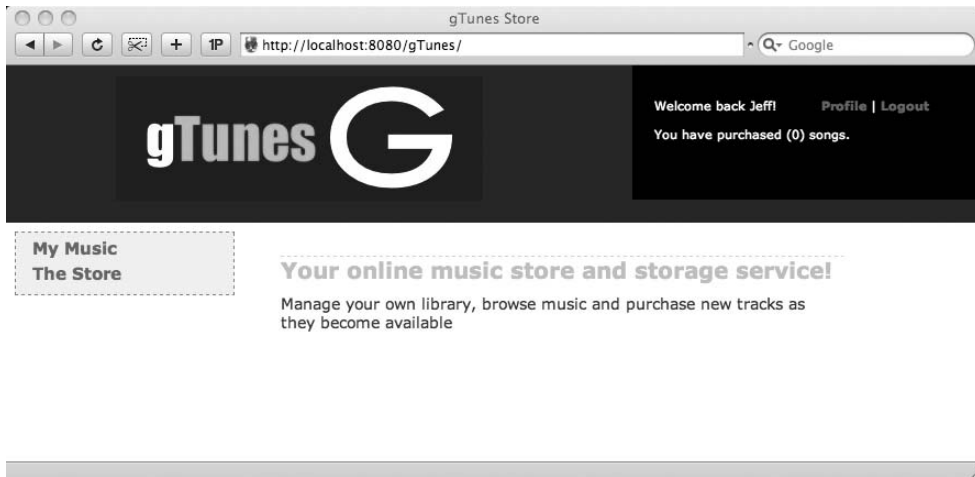 gTunes Store
1P http://localhost:8080/gTunes/ Google
gTunes G
Welcome back Jeff! Profile | Logout
You have purchased (0) songs.
My Music
The Store
Your online music store and storage service!
Manage your own library, browse music and purchase new tracks as
they become available